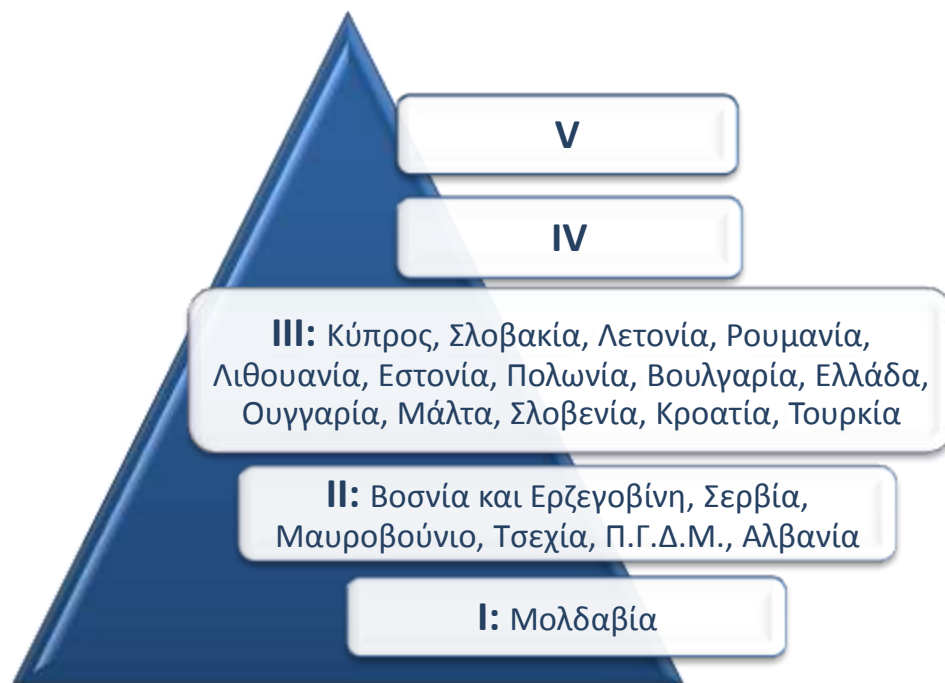 V
IV
III: Κύπρος, Σλοβακία, Λετονία, Ρουμανία,
Λιθουανία, Εστονία, Πολωνία, Βουλγαρία, Ελλάδα,
Ουγγαρία, Μάλτα, Σλοβενία, Κροατία, Τουρκία
II: Βοσνία και Ερζεγοβίνη, Σερβία,
Μαυροβούνιο, Τσεχία, Π.Γ.Δ.Μ., Αλβανία
I: Μολδαβία